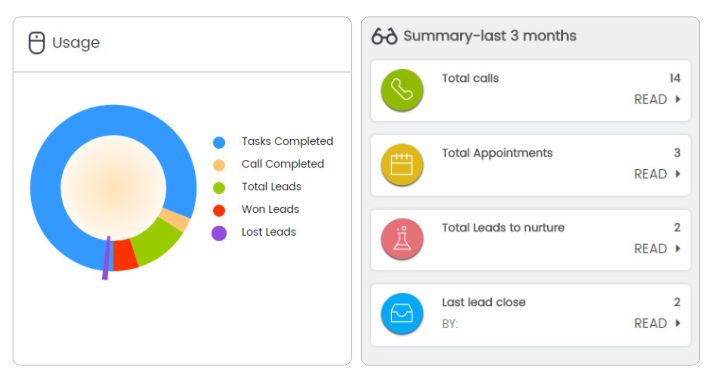 Usage
Tasks Completed
Call Completed
Total Leads
Won Leads
Lost Leads
Summary-last 3 months
Total calls 14
READ
Total Appointments 3
READ
Total Leads to nurture 2
READ
Last lead close 2
BY: READ